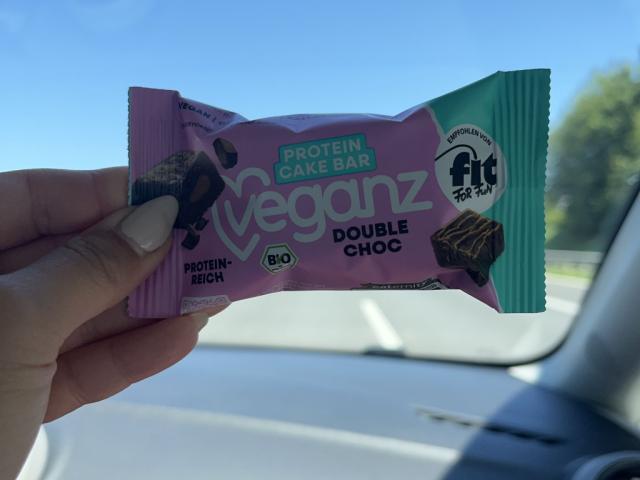 VEGAN
PROTEIN
CAKE BAR
veganz
DOUBLE
CHOC
PROTEIN-
REICH
BIO
EMPFOHLEN VON
fit
FOR FUN